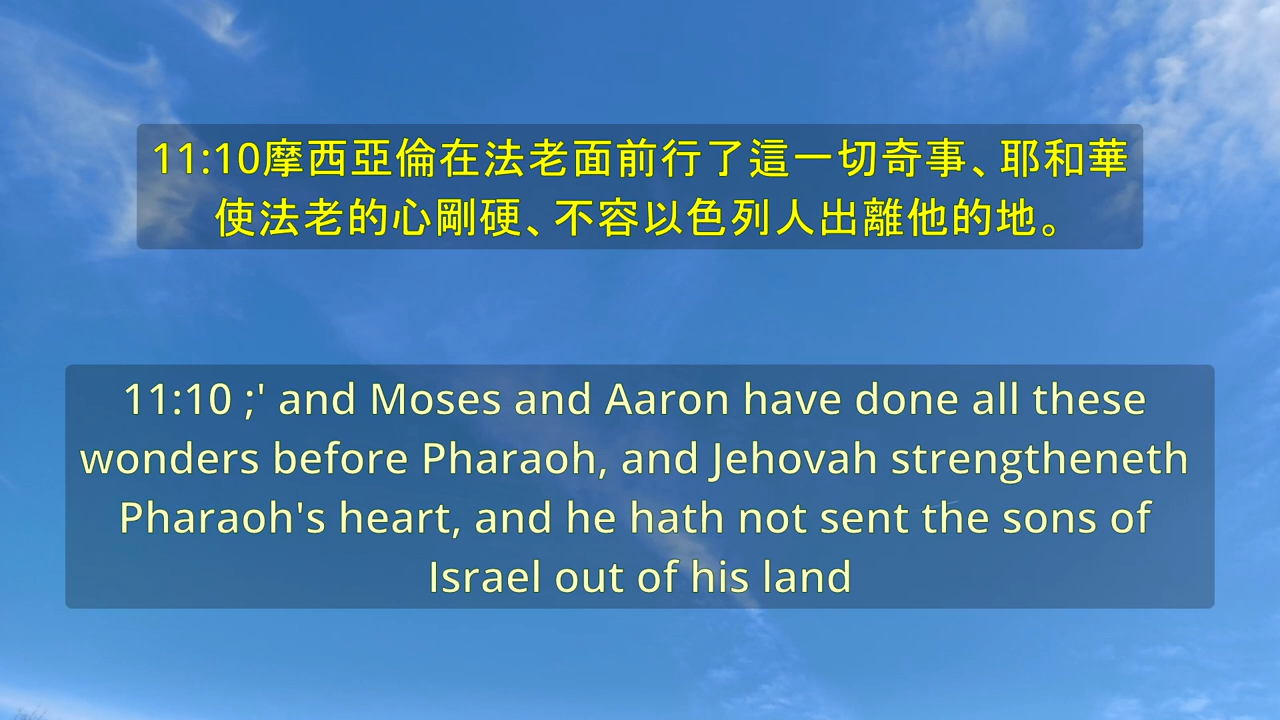 11:10摩西亞倫在法老面前行了這一切奇事、耶和華
使法老的心剛硬、不容以色列人出離他的地。
11:10 ;' and Moses and Aaron have done all these
wonders before Pharaoh, and Jehovah strengtheneth
Pharaoh's heart, and he hath not sent the sons of
Israel out of his land